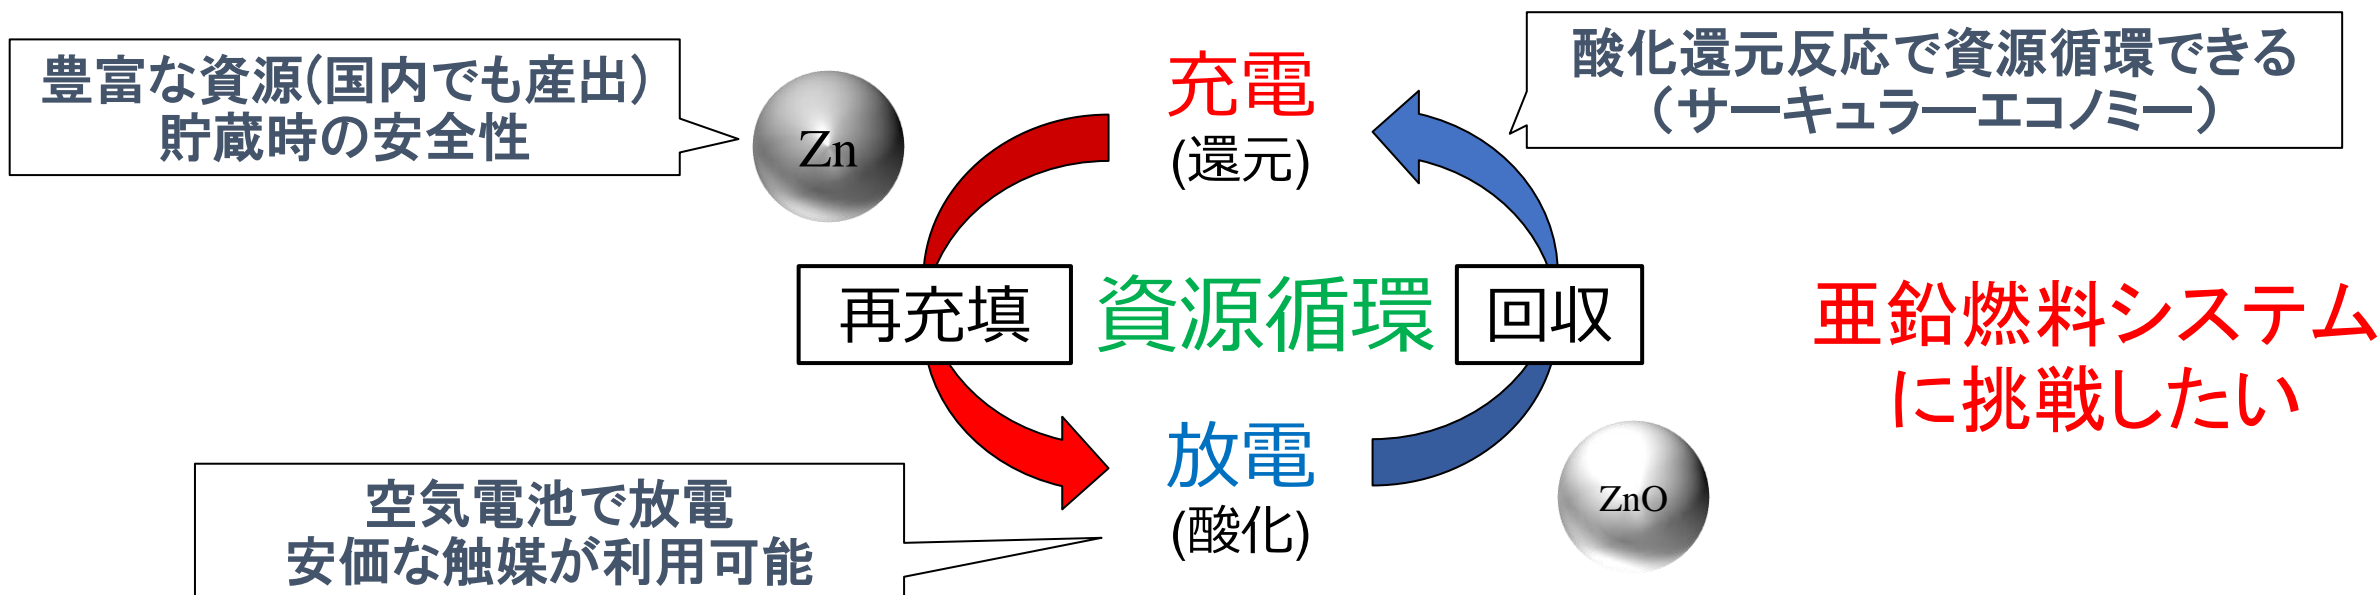 豊富な資源(国内でも産出)
貯蔵時の安全性
Zn
充電
(還元)
酸化還元反応で資源循環できる
（サーキュラーエコノミー）
再充填
資源循環
回収
亜鉛燃料システム
に挑戦したい
放電
(酸化)
ZnO
空気電池で放電
安価な触媒が利用可能